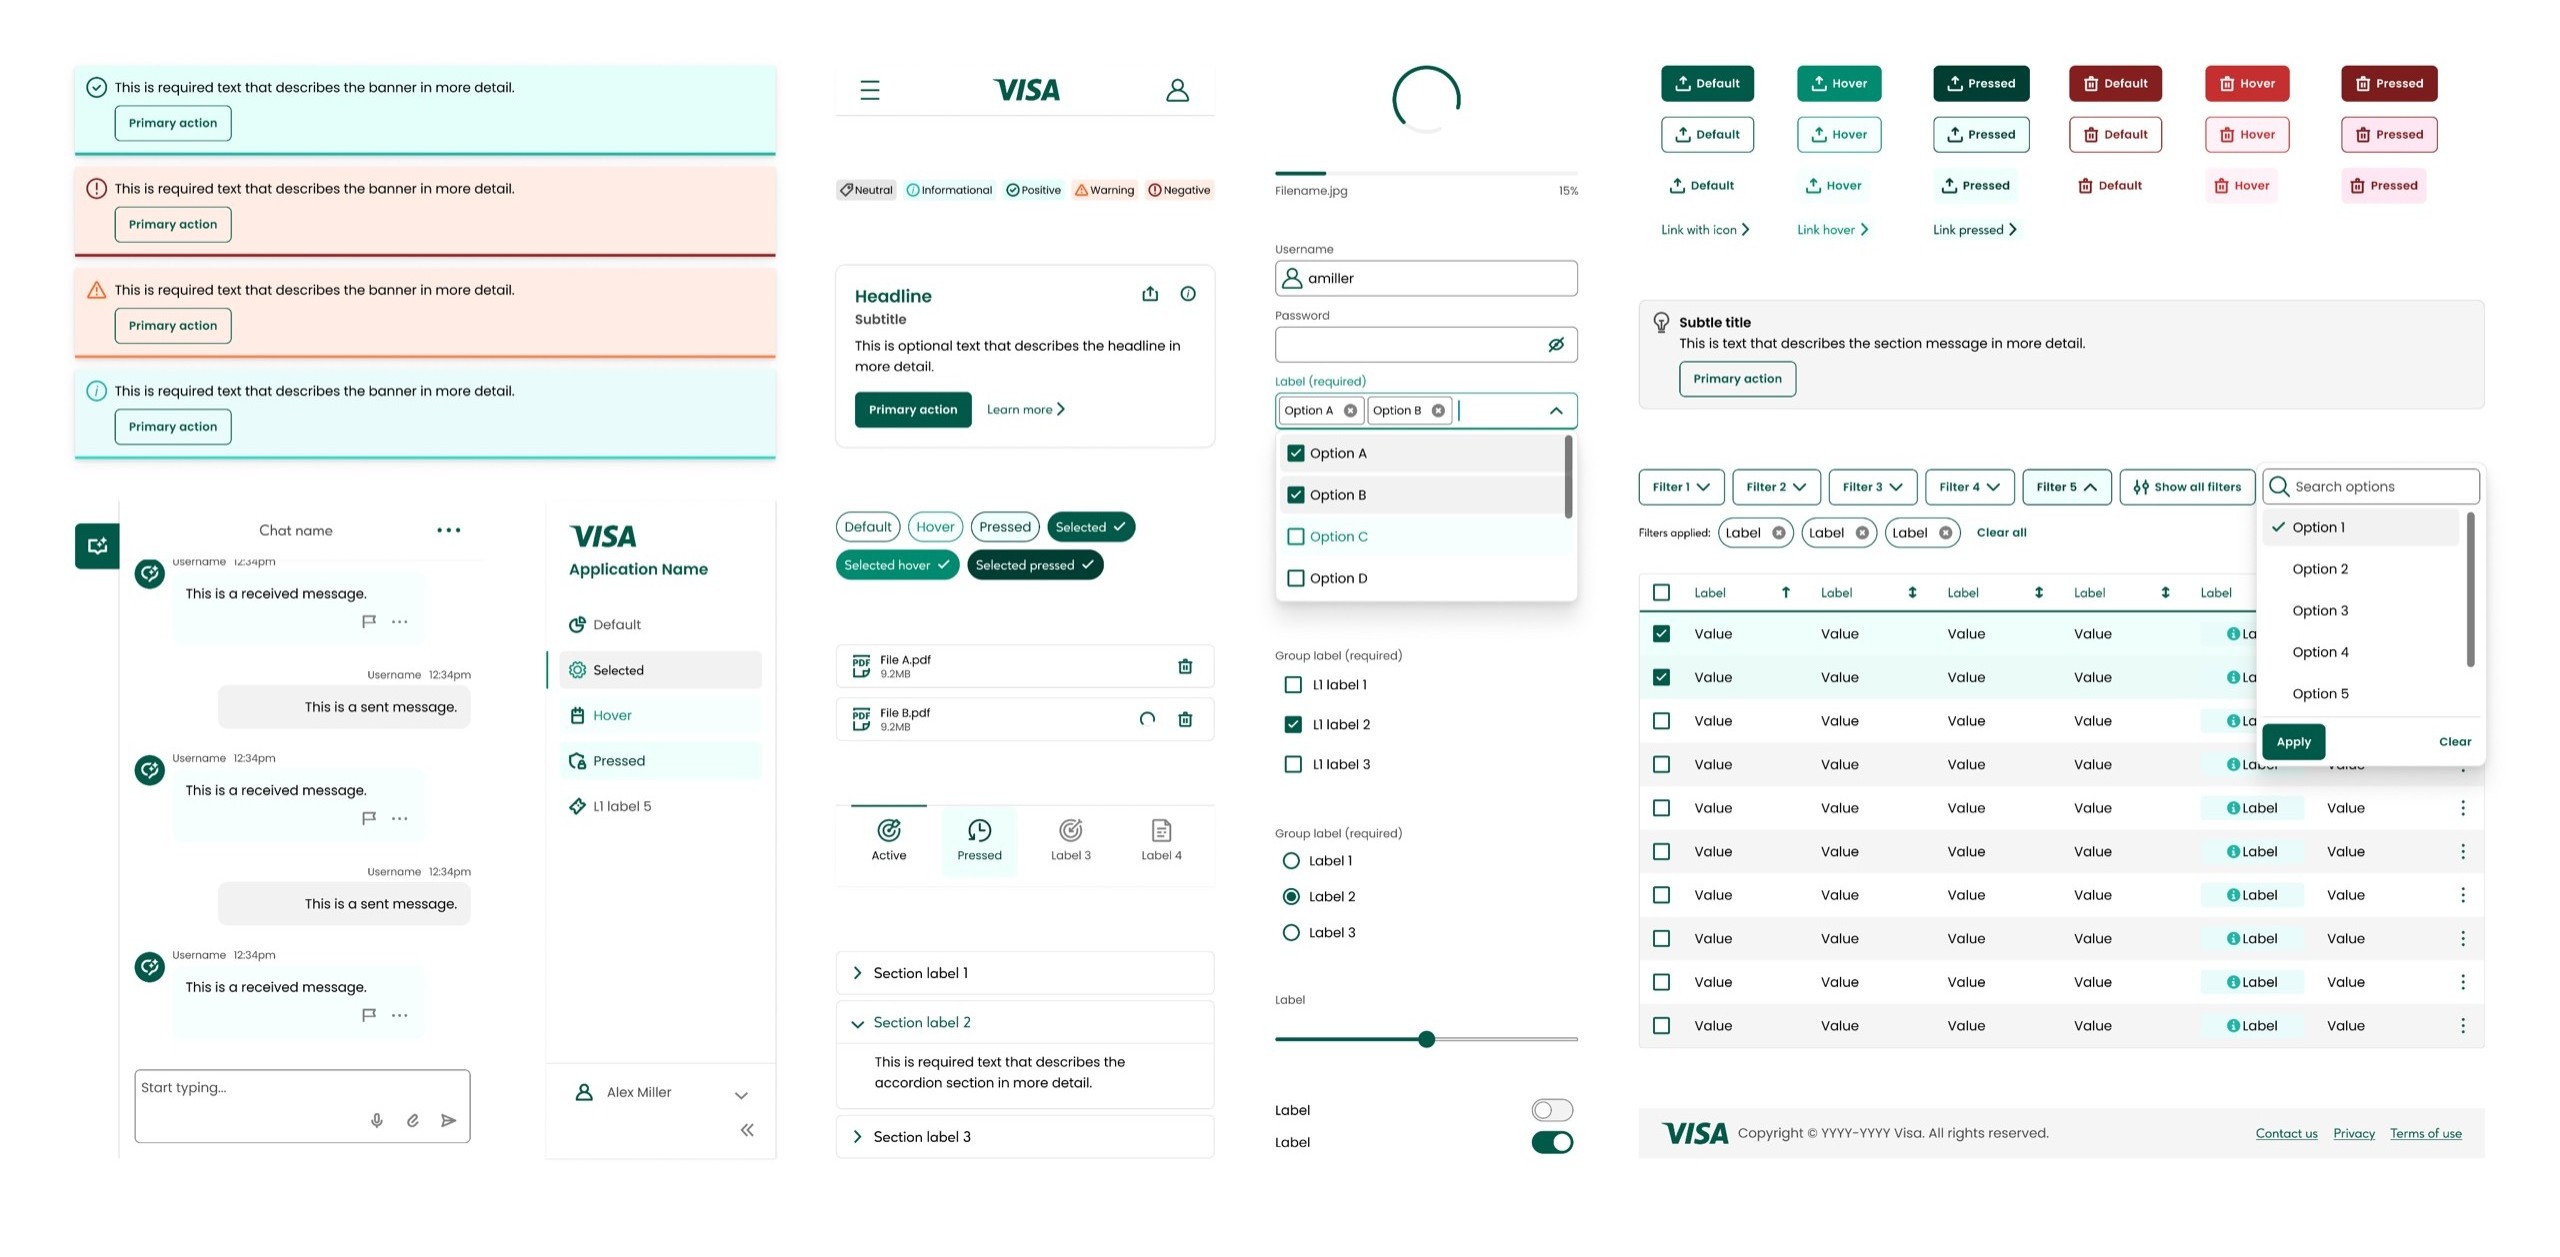 This is required text that describes the banner in more detail.
Primary action
This is required text that describes the banner in more detail.
Primary action
This is required text that describes the banner in more detail.
Primary action
This is required text that describes the banner in more detail.
Primary action
Chat name
Username 12:34pm
This is a received message.
Username 12:34pm
This is a sent message.
Username 12:34pm
This is a received message.
Username 12:34pm
This is a sent message.
Username 12:34pm
This is a received message.
Start typing...
VISA
Application Name
Default
Selected
Hover
Pressed
L1 label 5
Alex Miller
VISA
Neutral Informational Positive Warning Negative
Headline
Subtitle
This is optional text that describes the headline in
more detail.
Primary action Learn more
Default Hover Pressed Selected
Selected hover Selected pressed
PDF File A.pdf
9.2MB
PDF File B.pdf
9.2MB
Active Pressed Label 3 Label 4
Section label 1
Section label 2
This is required text that describes the
accordion section in more detail.
Section label 3
Filename.jpg 15%
Username
amiller
Password
Label (required)
Option A Option B
Option A
Option B
Option C
Option D
Group label (required)
L1 label 1
L1 label 2
L1 label 3
Group label (required)
Label 1
Label 2
Label 3
Label
Label
Label
Default Hover Pressed Default Hover Pressed
Default Hover Pressed Default Hover Pressed
Default Hover Pressed Default Hover Pressed
Link with icon Link hover Link pressed
Subtle title
This is text that describes the section message in more detail.
Primary action
Filter 1 Filter 2 Filter 3 Filter 4 Filter 5 Show all filters
Filters applied: Label Label Label Clear all
Search options
Option 1
Option 2
Option 3
Option 4
Option 5
Apply Clear
Label Label Label Label Label
Value Value Value Value La
Value Value Value Value La
Value Value Value Value La
Value Value Value Value Label Value
Value Value Value Value Label Value
Value Value Value Value Label Value
Value Value Value Value Label Value
Value Value Value Value Label Value
Value Value Value Value Label Value
Value Value Value Value Label Value
VISA Copyright © YYYY-YYYY Visa. All rights reserved. Contact us Privacy Terms of use